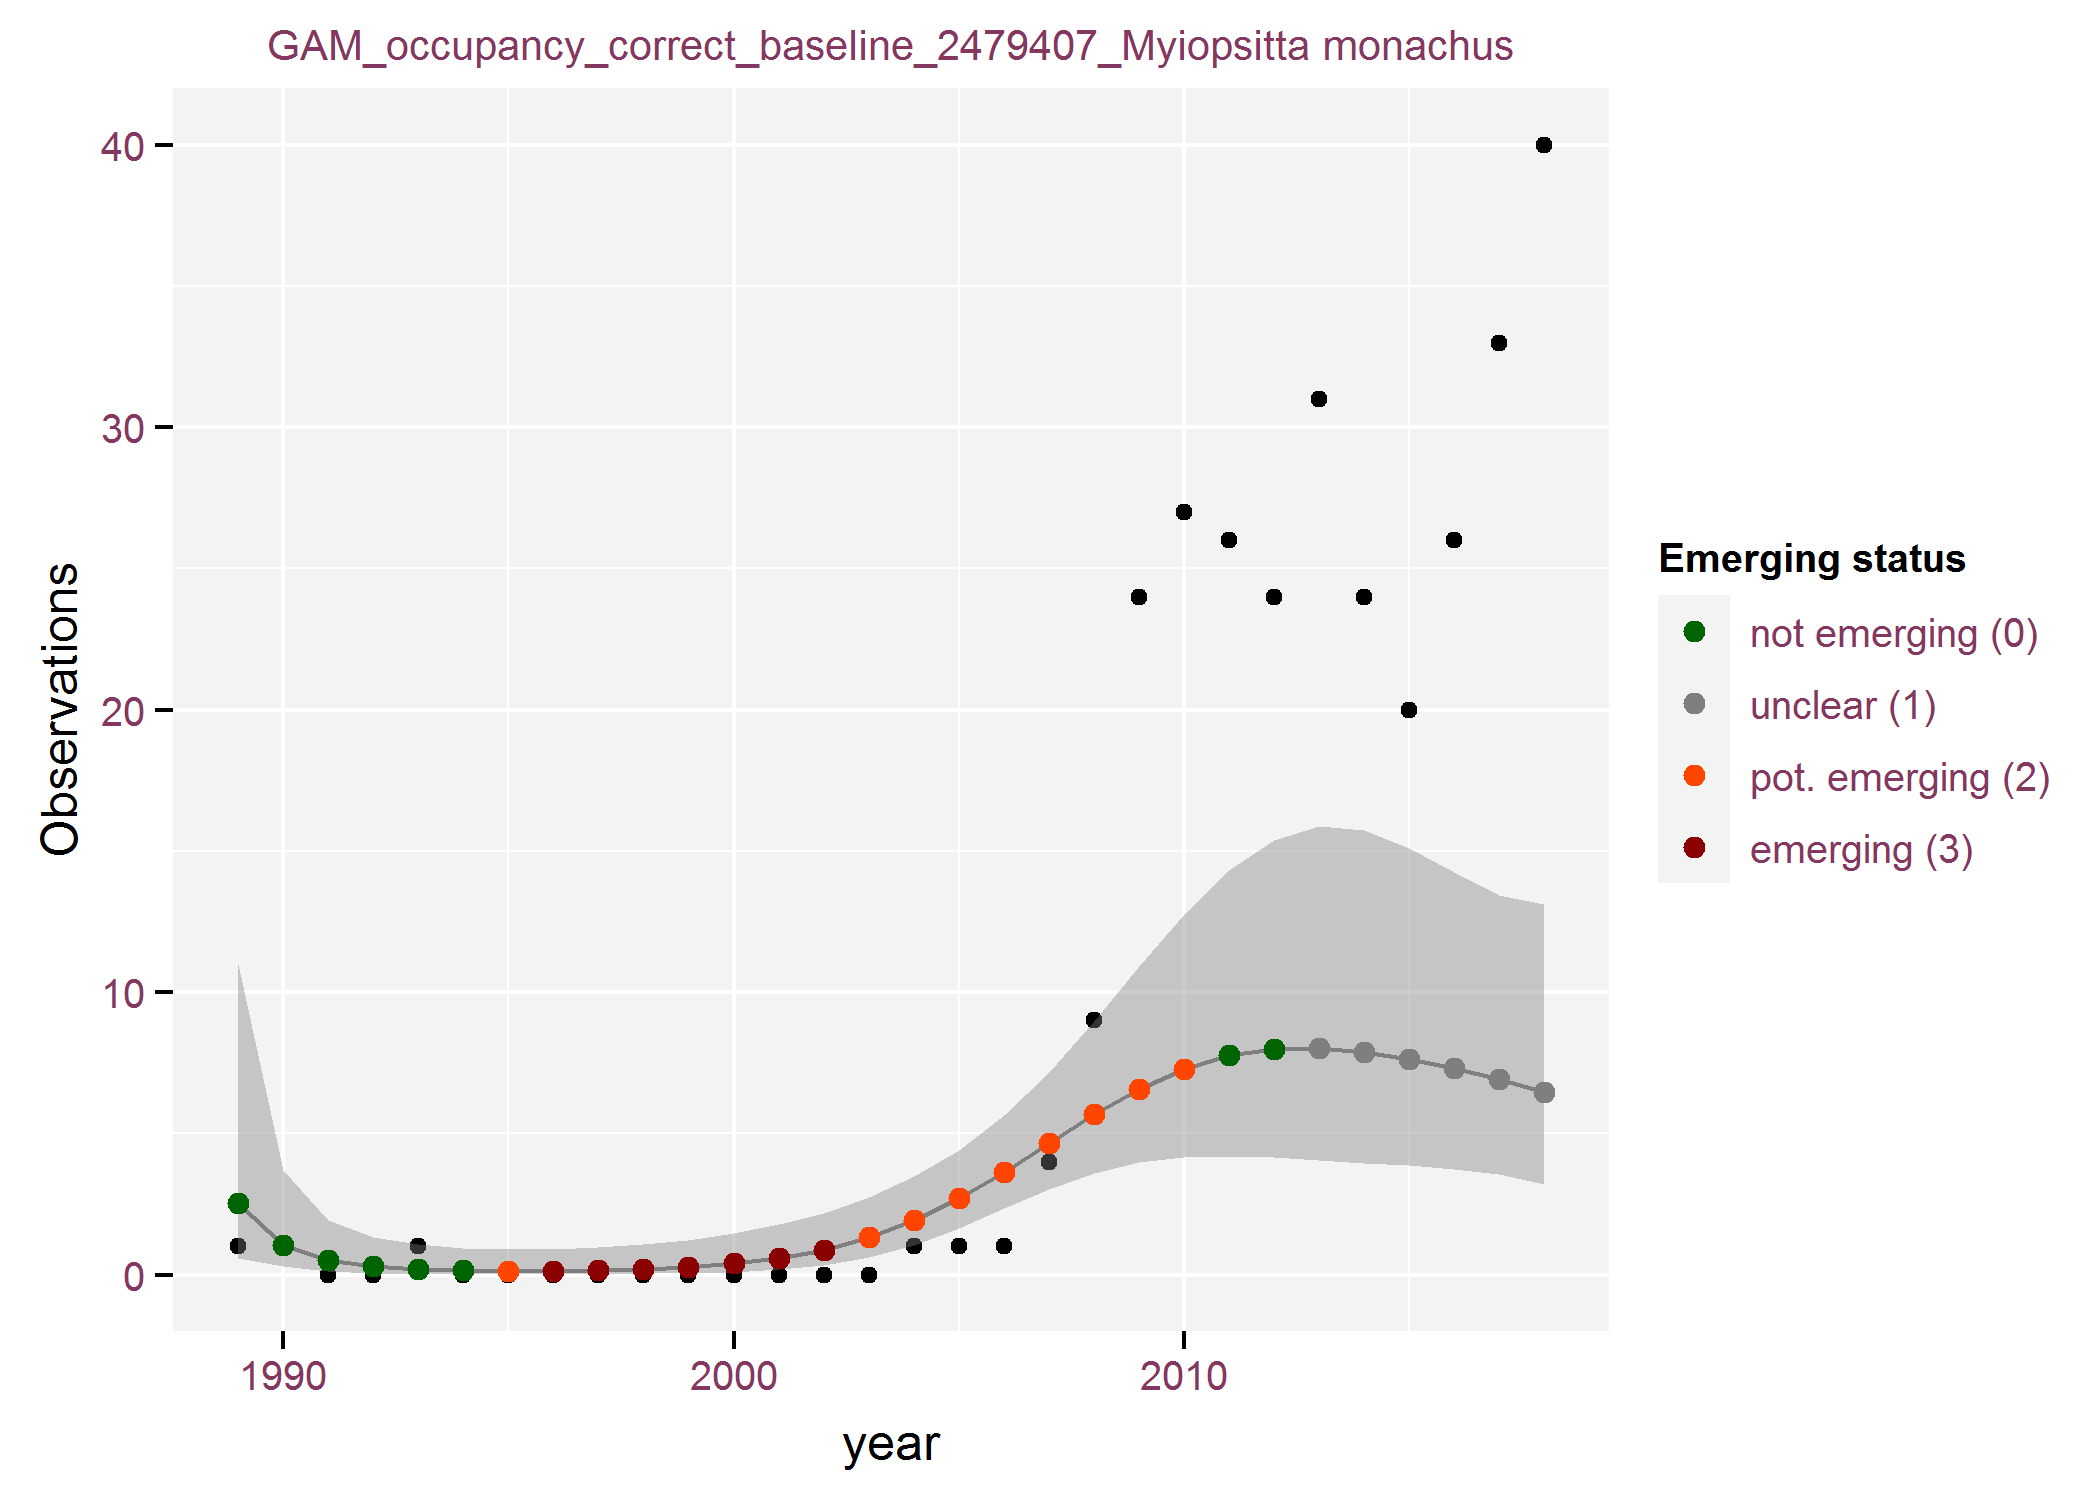 GAM_occupancy_correct_baseline_2479407_Myiopsitta monachus
40
30
20
10
0
Observations
1990
2000
2010
year
Emerging status
not emerging (0)
unclear (1)
pot. emerging (2)
emerging (3)